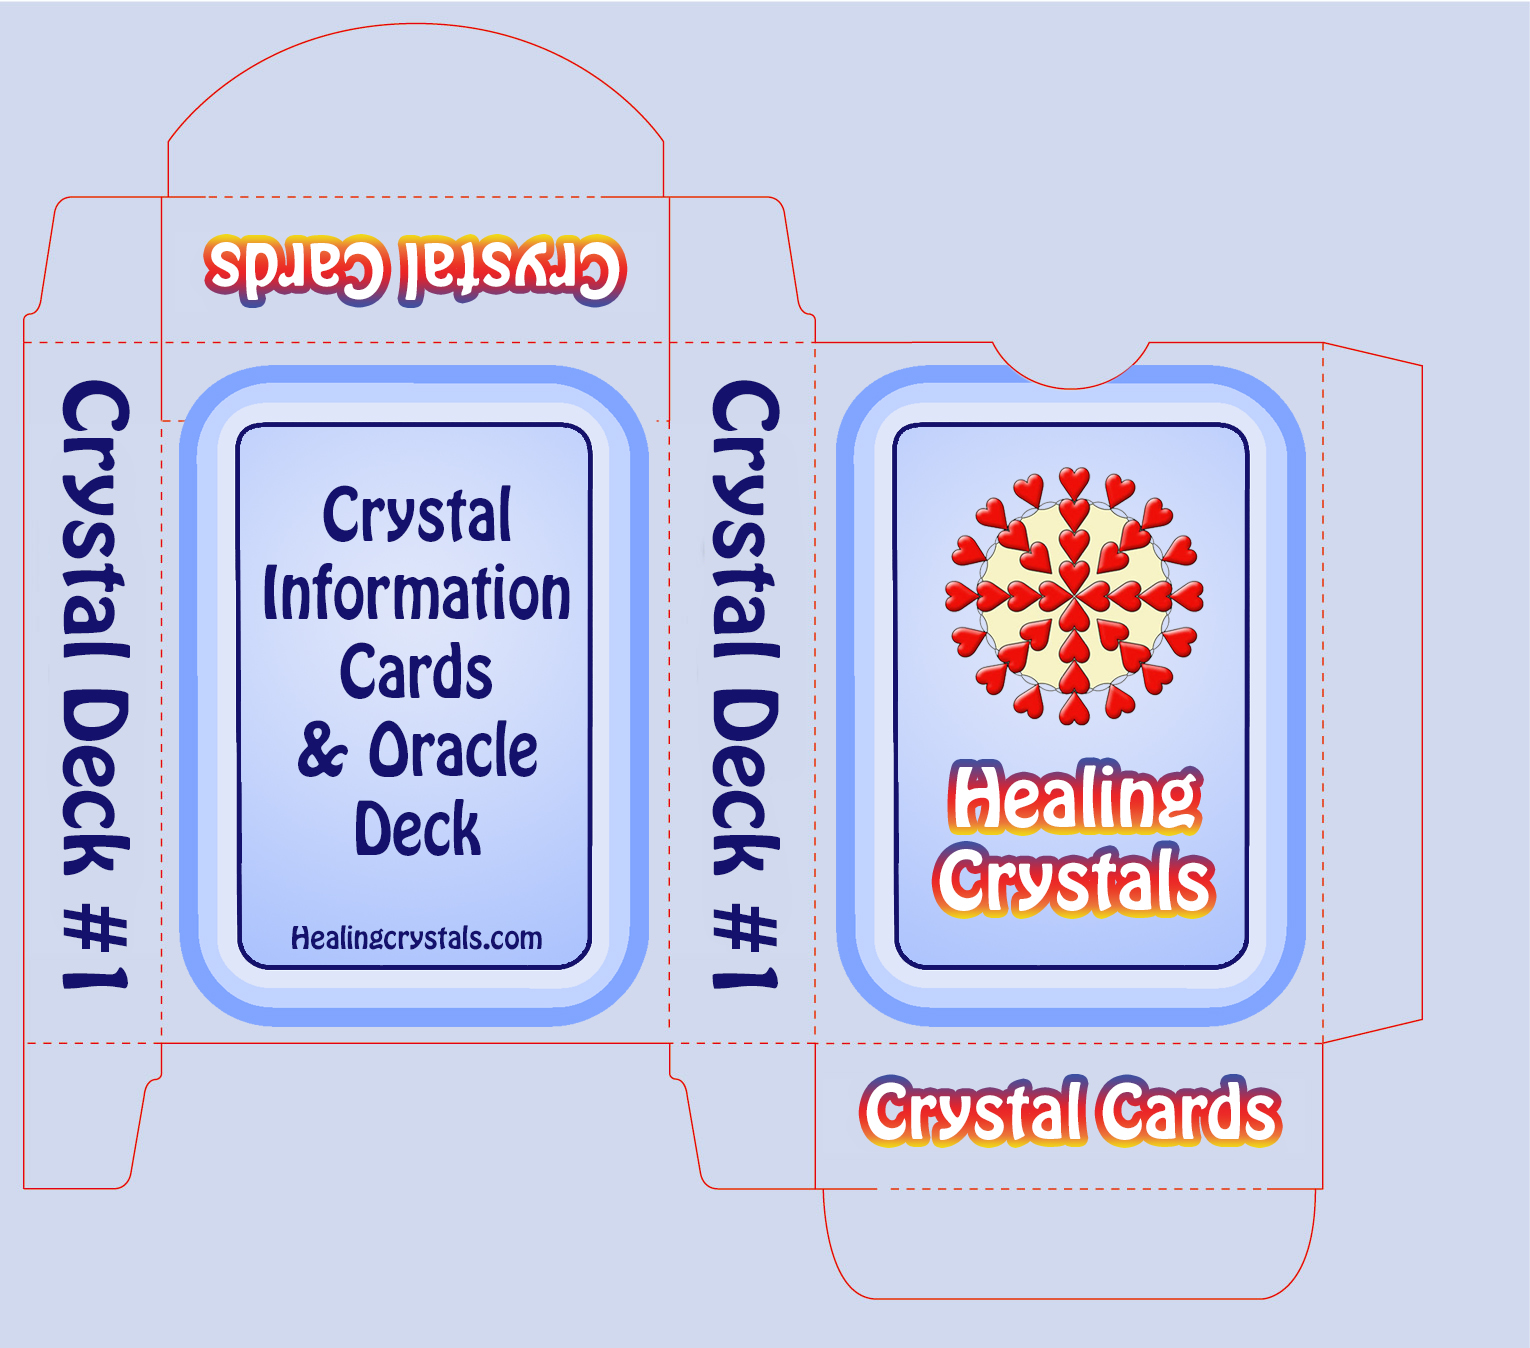 Crystal Cards
Crystal Deck #1
Crystal
Information
Cards
& Oracle
Deck
Healingcrystals.com
Crystal Deck #1
Healing
Crystals
Crystal Cards